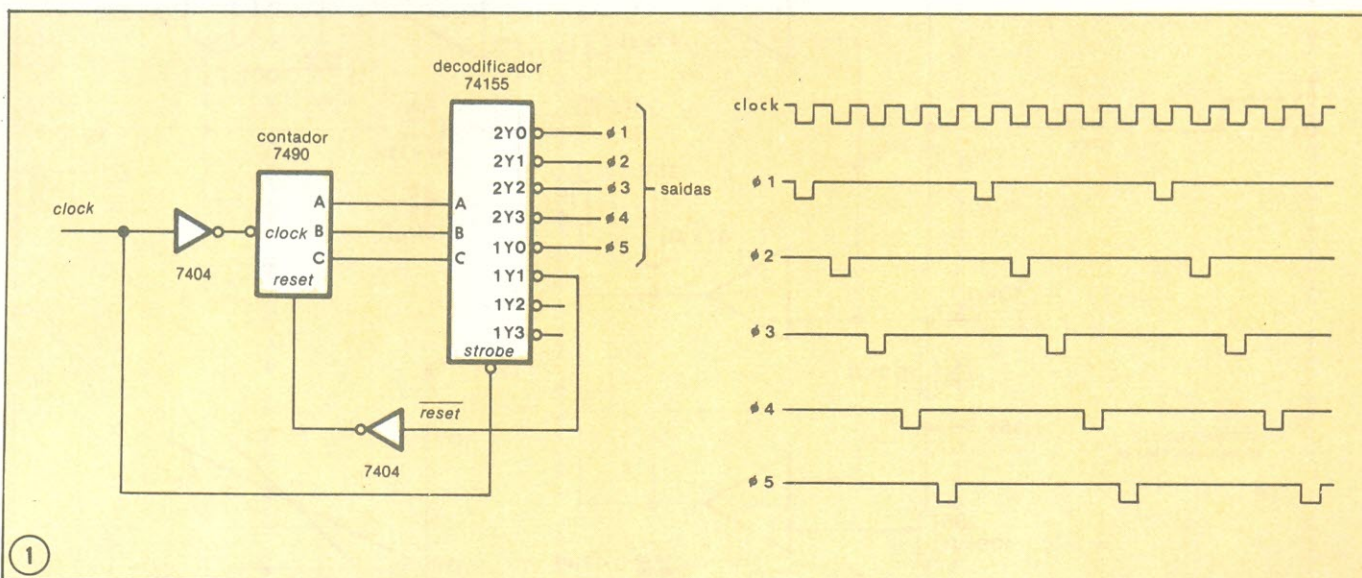 decodificador
74155
contador
7490
clock
7404
clock
reset
A
B
C
A
B
C
2Y0
2Y1
2Y2
2Y3
1Y0
1Y1
1Y2
1Y3
strobe
ø 1
ø 2
ø 3
ø 4
ø 5
saídas
reset
7404
clock
ø 1
ø 2
ø 3
ø 4
ø 5
1